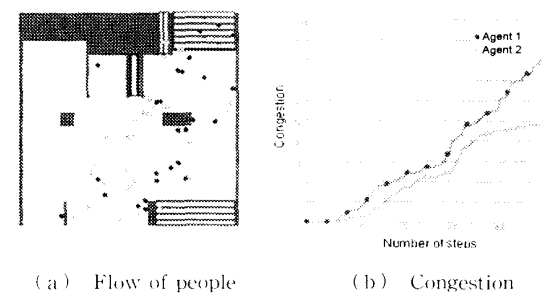 Agent 1
Agent 2
Congestion
Number of steps
(a) Flow of people
(b) Congestion